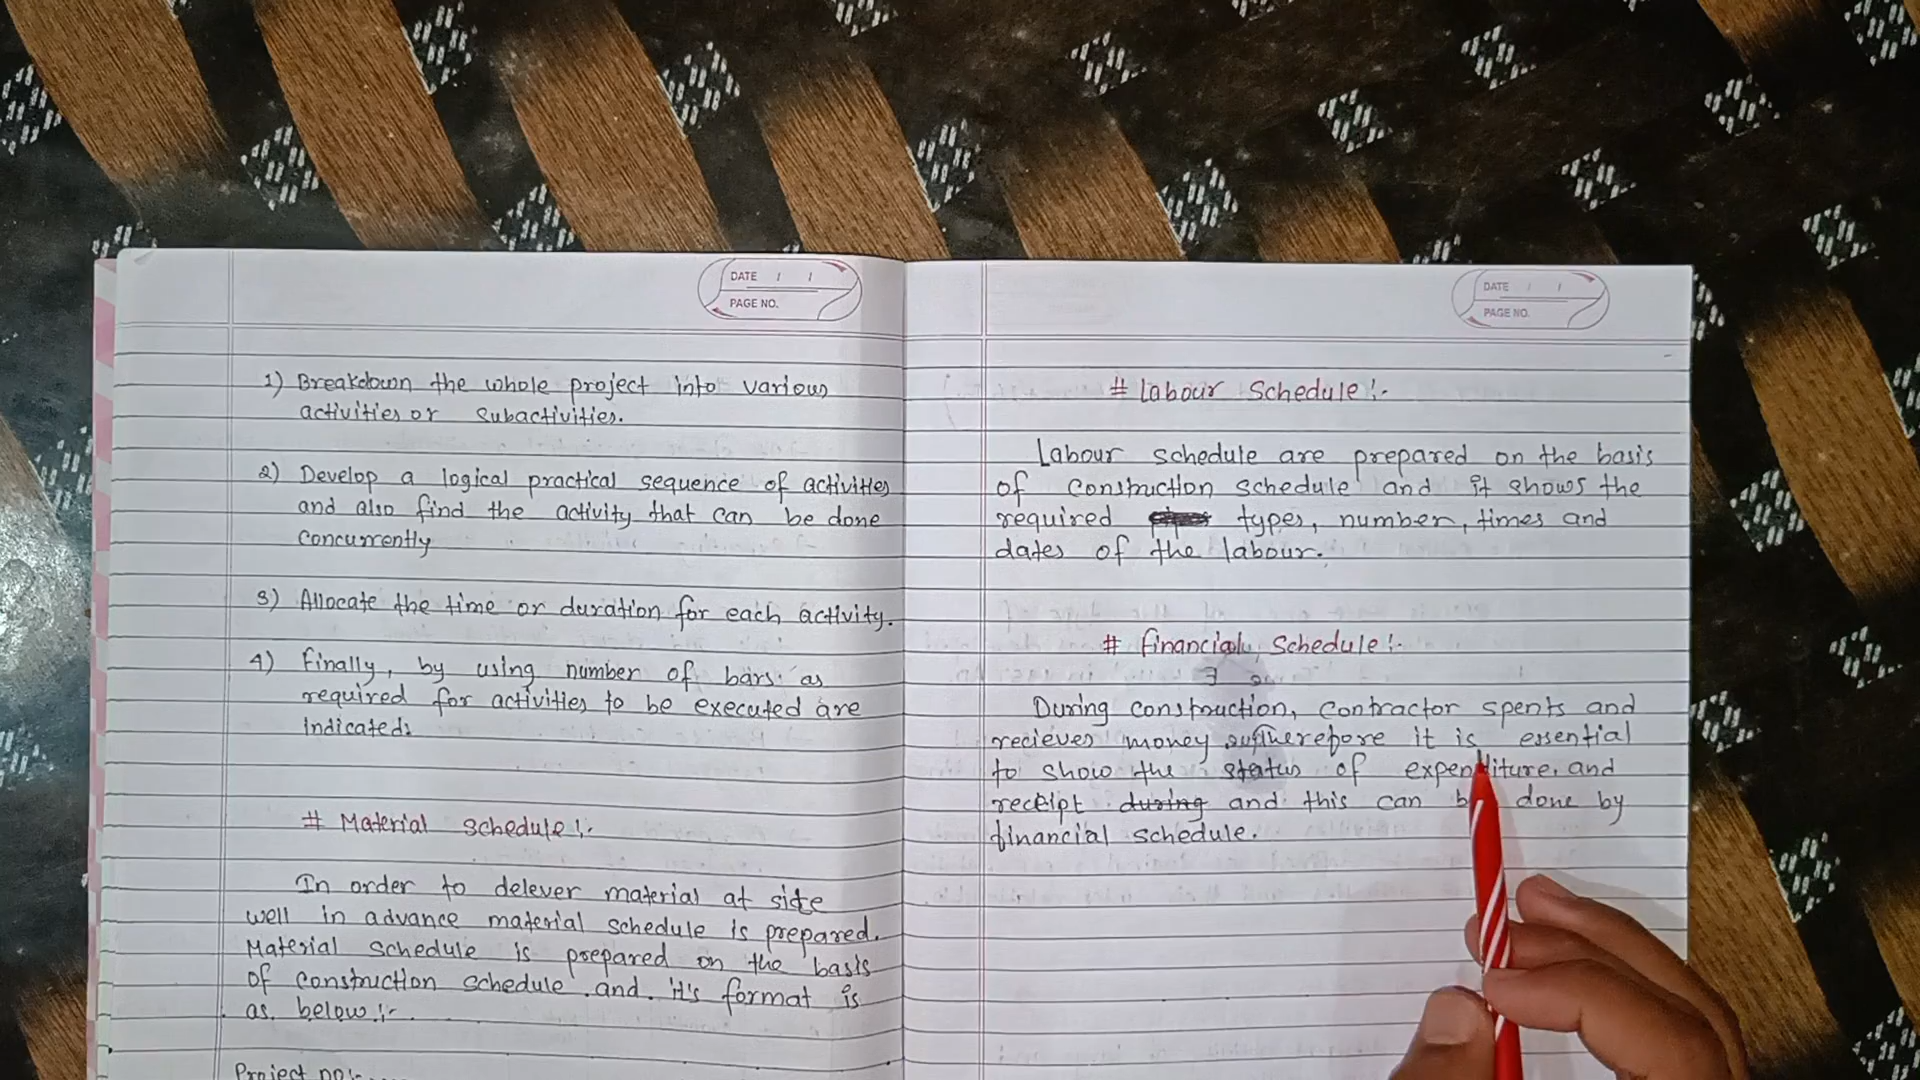 DATE / /
PAGE NO.
1) Breakdown the whole project into various
activities or subactivities.
2) Develop a logical practical sequence of activities
and also find the activity that can be done
concurrently
3) Allocate the time or duration for each activity.
4) Finally, by using number of bars as
required for activities to be executed are
indicated.
# Material schedule:-
In order to delever material at site
well in advance material schedule is prepared.
Material schedule is prepared on the basis
of construction schedule and it's format is
as below:-
Project no:-
DATE / /
PAGE NO.
# Labour Schedule:-
Labour schedule are prepared on the basis
of construction schedule and it shows the
required types, number, times and
dates of the labour.
# financial Schedule:-
During construction, contractor spents and
recieves money therefore it is essential
to show the status of expenditure and
receipt during and this can be done by
financial schedule.